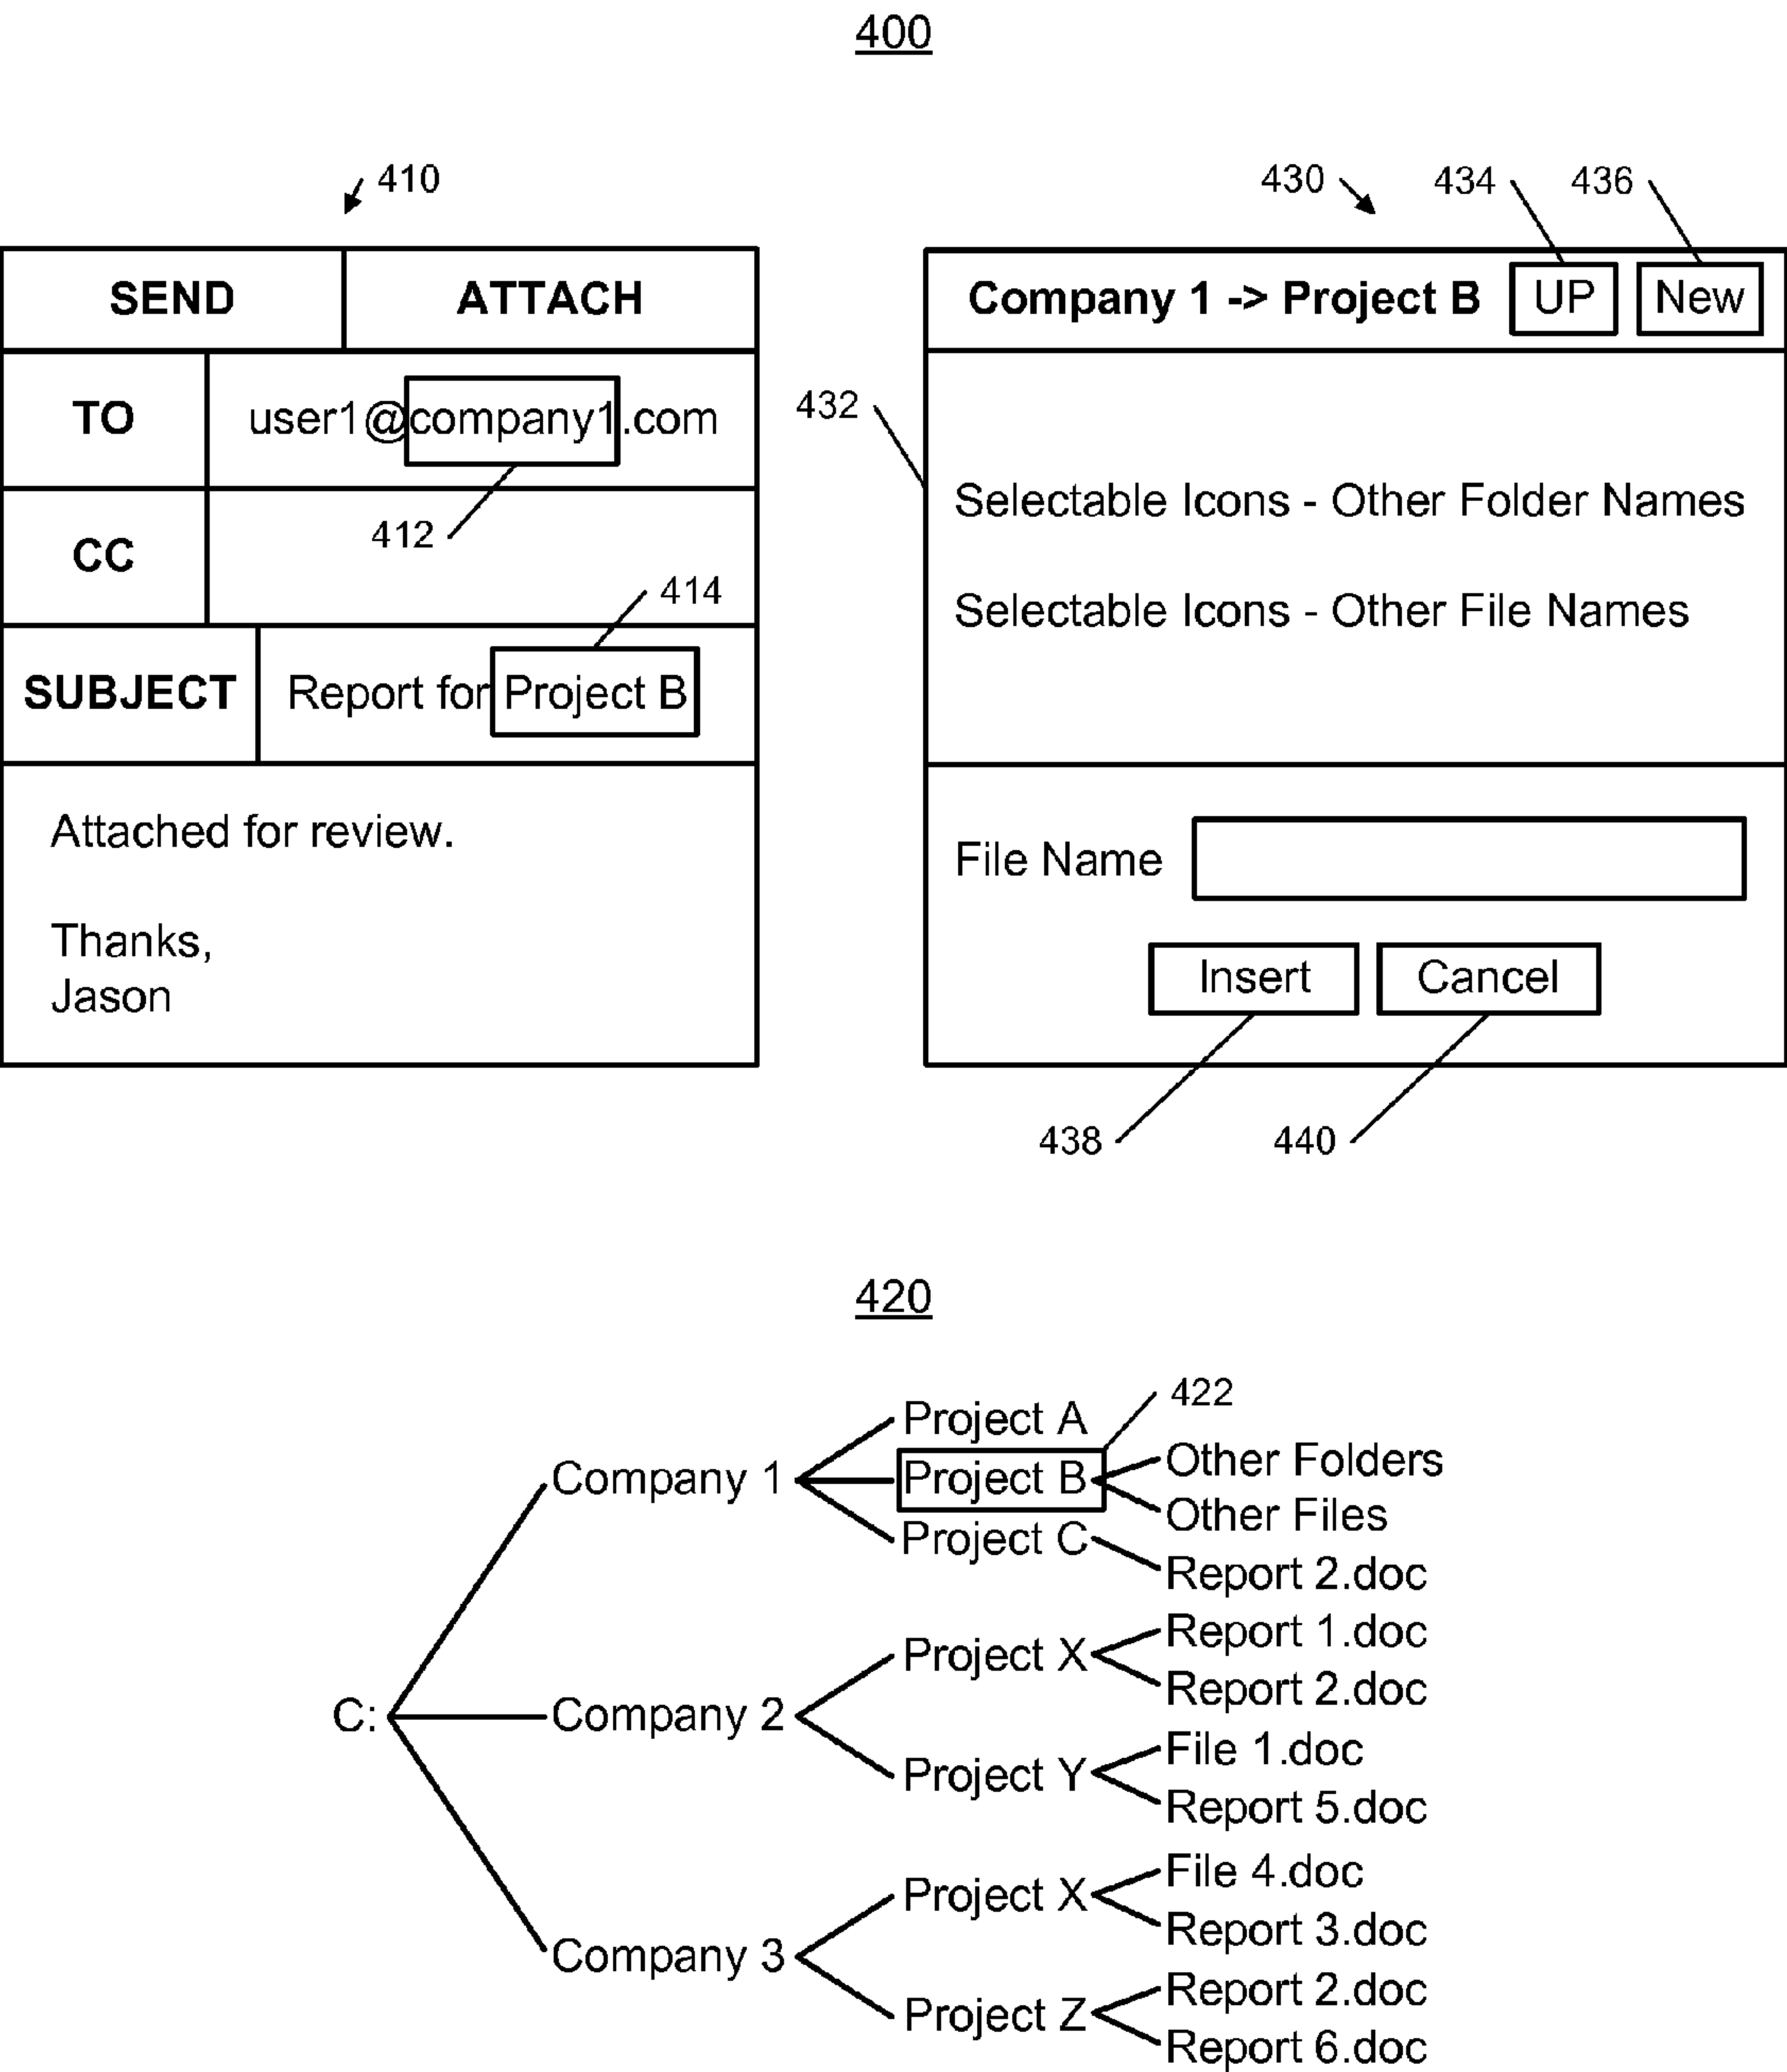 400
410
SEND ATTACH
TO user1@company1.com
412
CC
414
SUBJECT Report for Project B
Attached for review.
Thanks,
Jason
430 434 436
Company 1 -> Project B UP New
432
Selectable Icons - Other Folder Names
Selectable Icons - Other File Names
File Name
Insert Cancel
438 440
420
422
C:
Company 1
Project A
Project B
Other Folders
Other Files
Project C
Report 2.doc
Company 2
Project X
Report 1.doc
Report 2.doc
Project Y
File 1.doc
Report 5.doc
Company 3
Project X
File 4.doc
Report 3.doc
Project Z
Report 2.doc
Report 6.doc